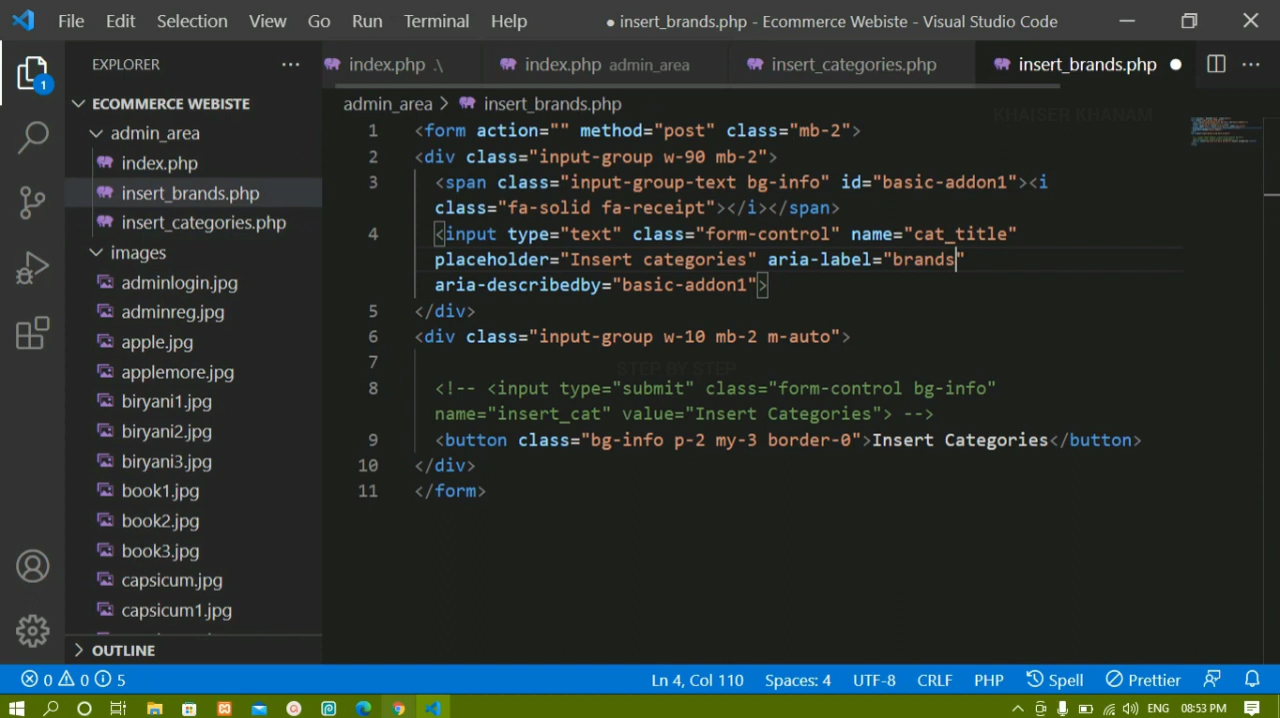 File Edit Selection View Go Run Terminal Help ● insert_brands.php - Ecommerce Webiste - Visual Studio Code
EXPLORER ···
index.php .\ index.php admin_area insert_categories.php insert_brands.php ●
1
ECOMMERCE WEBISTE
admin_area
index.php
insert_brands.php
insert_categories.php
images
adminlogin.jpg
adminreg.jpg
apple.jpg
applemore.jpg
biryani1.jpg
biryani2.jpg
biryani3.jpg
book1.jpg
book2.jpg
book3.jpg
capsicum.jpg
capsicum1.jpg
OUTLINE
admin_area > insert_brands.php
KHAISER KHANAM
1 <form action="" method="post" class="mb-2">
2 <div class="input-group w-90 mb-2">
3 <span class="input-group-text bg-info" id="basic-addon1"><i
class="fa-solid fa-receipt"></i></span>
4 <input type="text" class="form-control" name="cat_title"
placeholder="Insert categories" aria-label="brands"
aria-describedby="basic-addon1">
5 </div>
6 <div class="input-group w-10 mb-2 m-auto">
7
STEP BY STEP
8 <!-- <input type="submit" class="form-control bg-info"
name="insert_cat" value="Insert Categories"> -->
9 <button class="bg-info p-2 my-3 border-0">Insert Categories</button>
10 </div>
11 </form>
0 0 5 Ln 4, Col 110 Spaces: 4 UTF-8 CRLF PHP Spell Prettier
ENG 08:53 PM